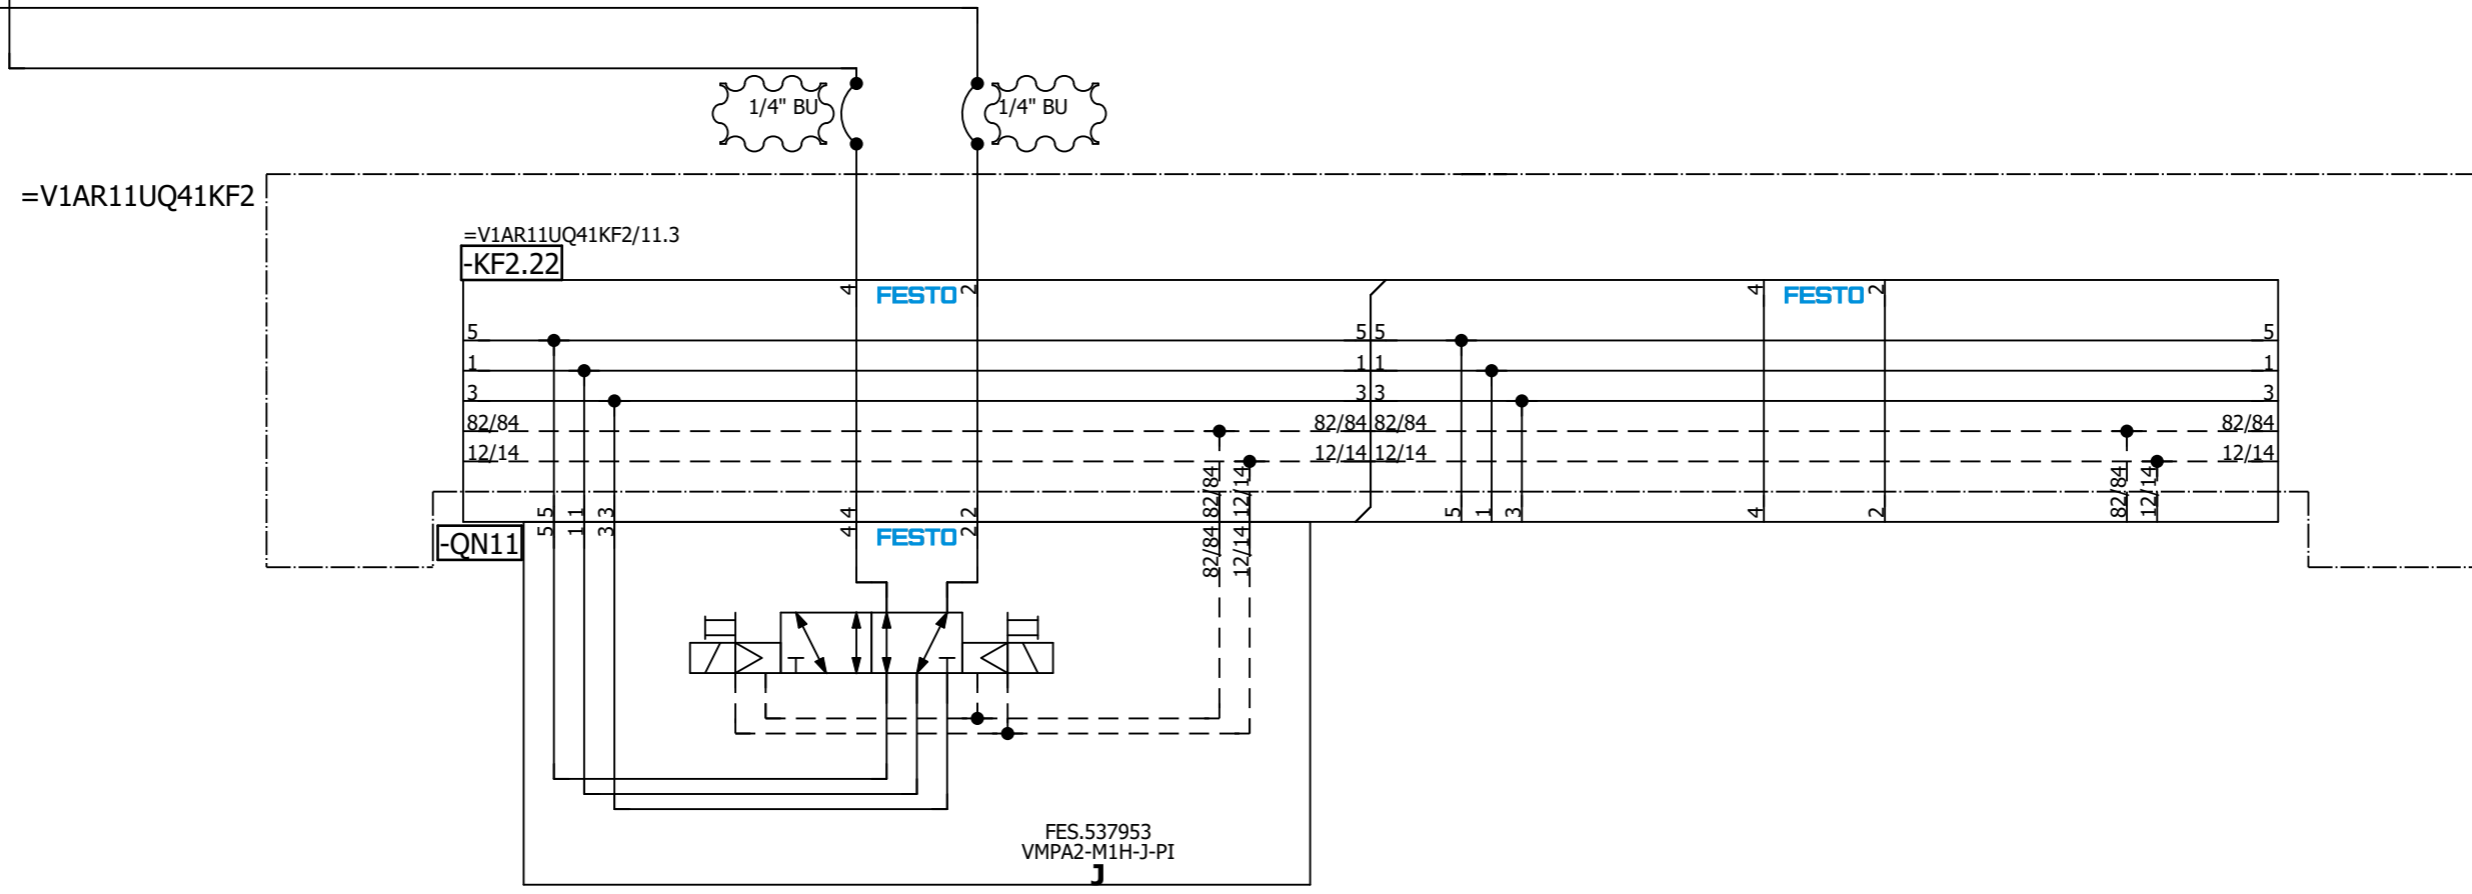 1/4" BU
1/4" BU
=V1AR11UQ41KF2
=V1AR11UQ41KF2/11.3
-KF2.22
4 FESTO 2
4 FESTO 2
5 5 5 5
1 1 1 1
3 3 3 3
82/84 82/84 82/84 82/84
12/14 12/14 12/14 12/14
5 1 3 4 2 82/84 12/14
5 1 3 4 2 82/84 12/14
-QN11
5 1 3 4 FESTO 2 82/84 12/14
FES.537953
VMPA2-M1H-J-PI
J